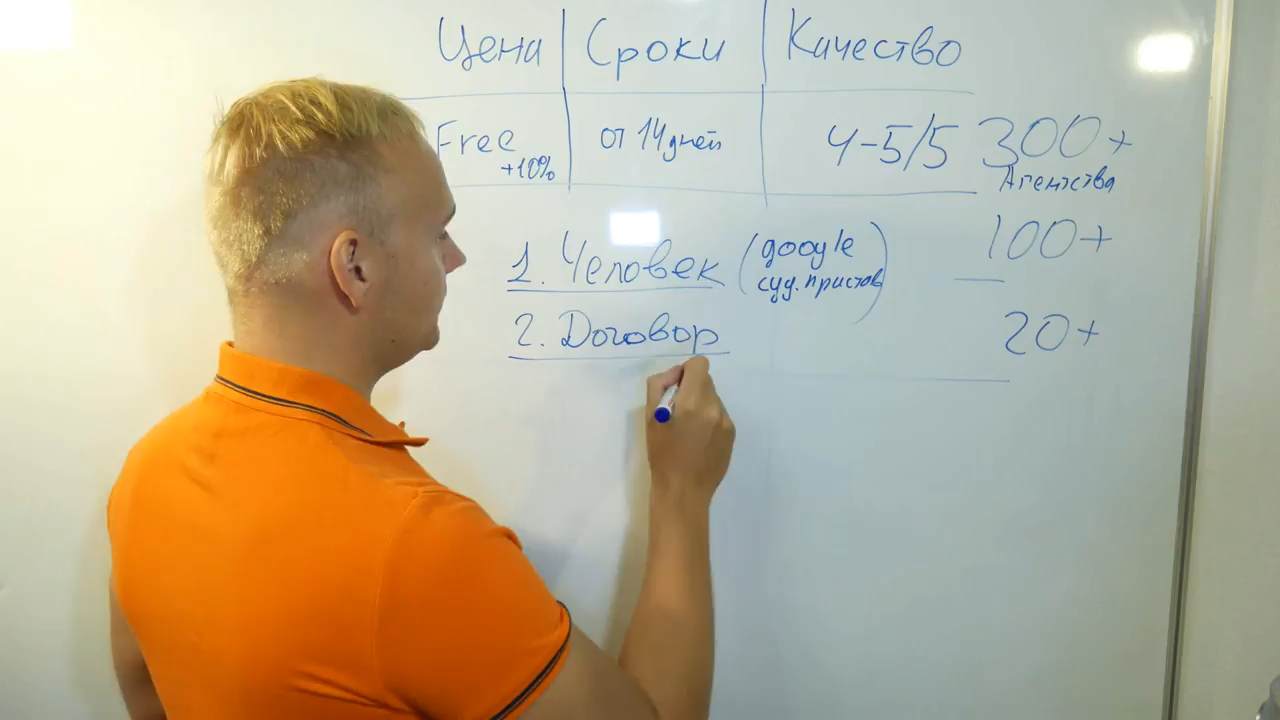 Цена Сроки Качество
Free от 14 дней 4-5/5 300+
+10% Агентства
1. Человек (google 100+
суд. приставов)
2. Договор 20+